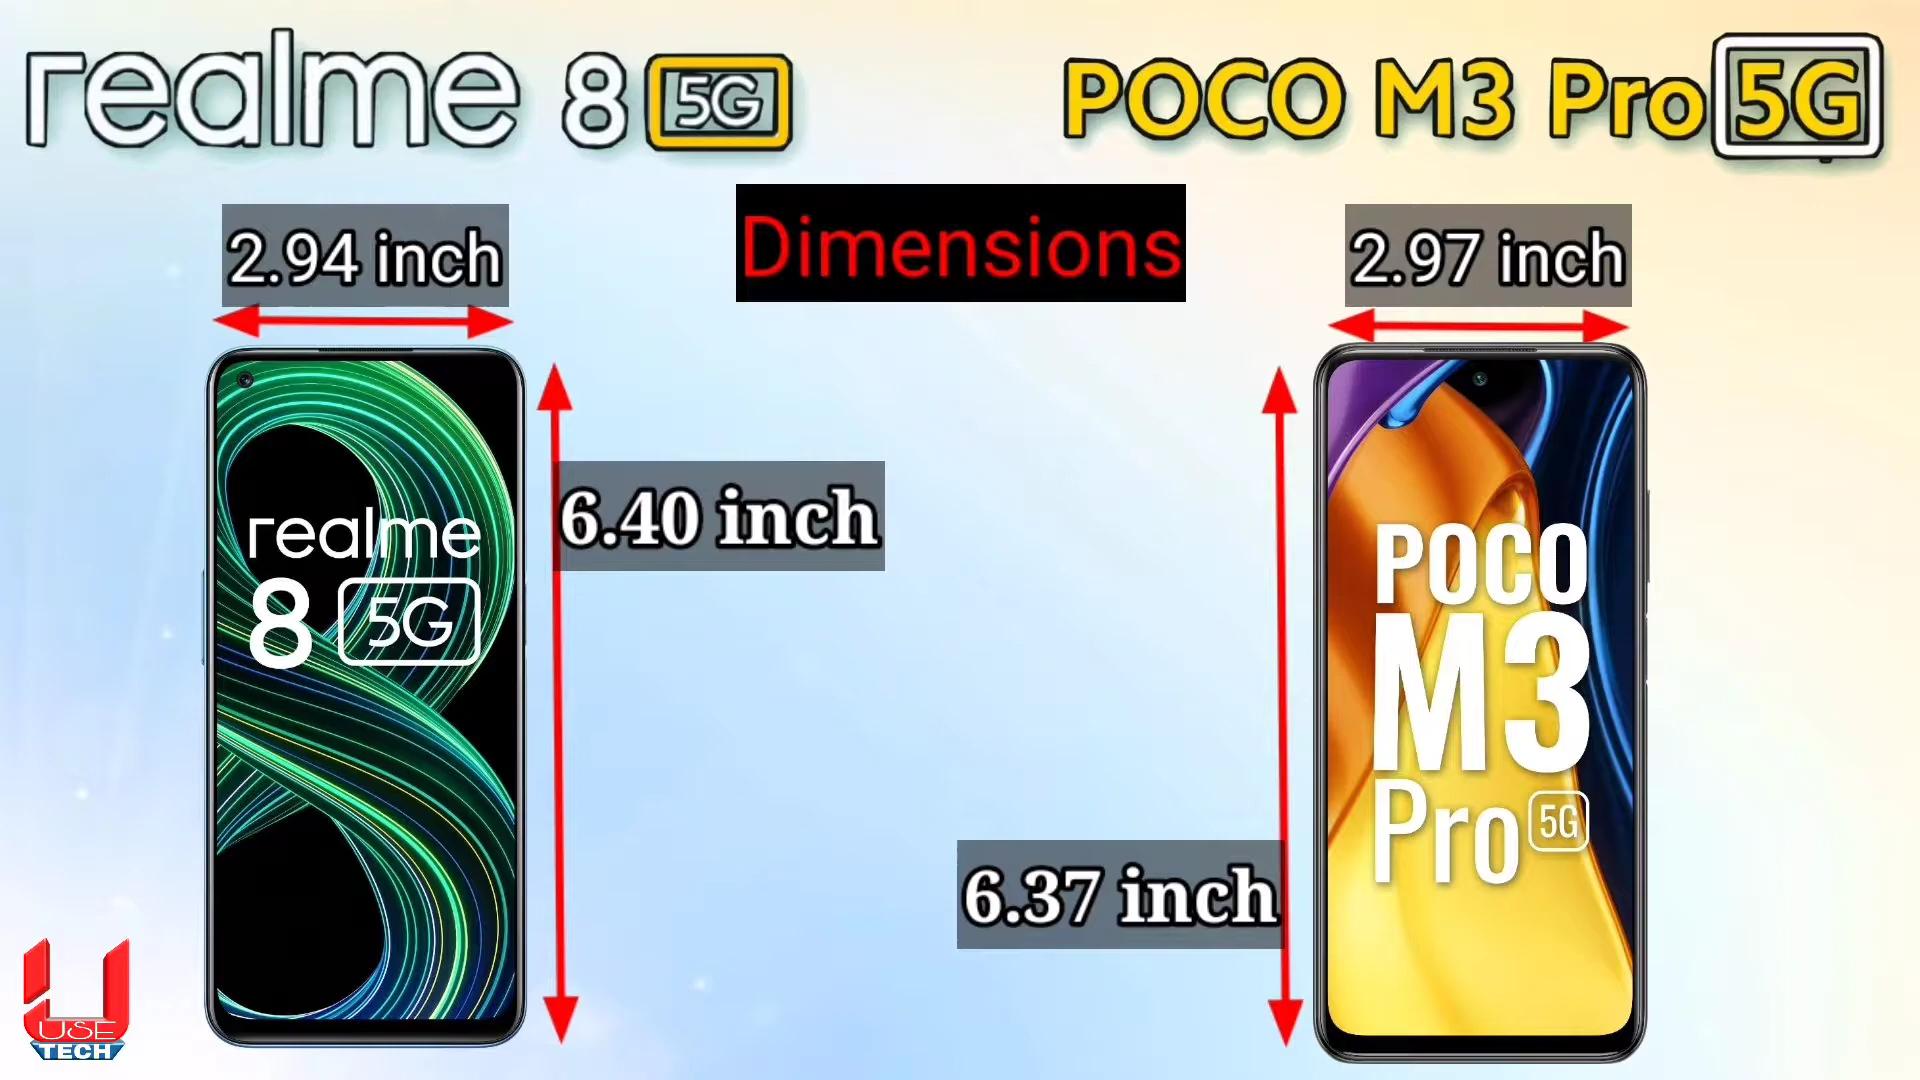 realme 8 5G
POCO M3 Pro 5G
Dimensions
2.94 inch
2.97 inch
6.40 inch
6.37 inch
realme
8 5G
POCO
M3
Pro 5G
USE
TECH